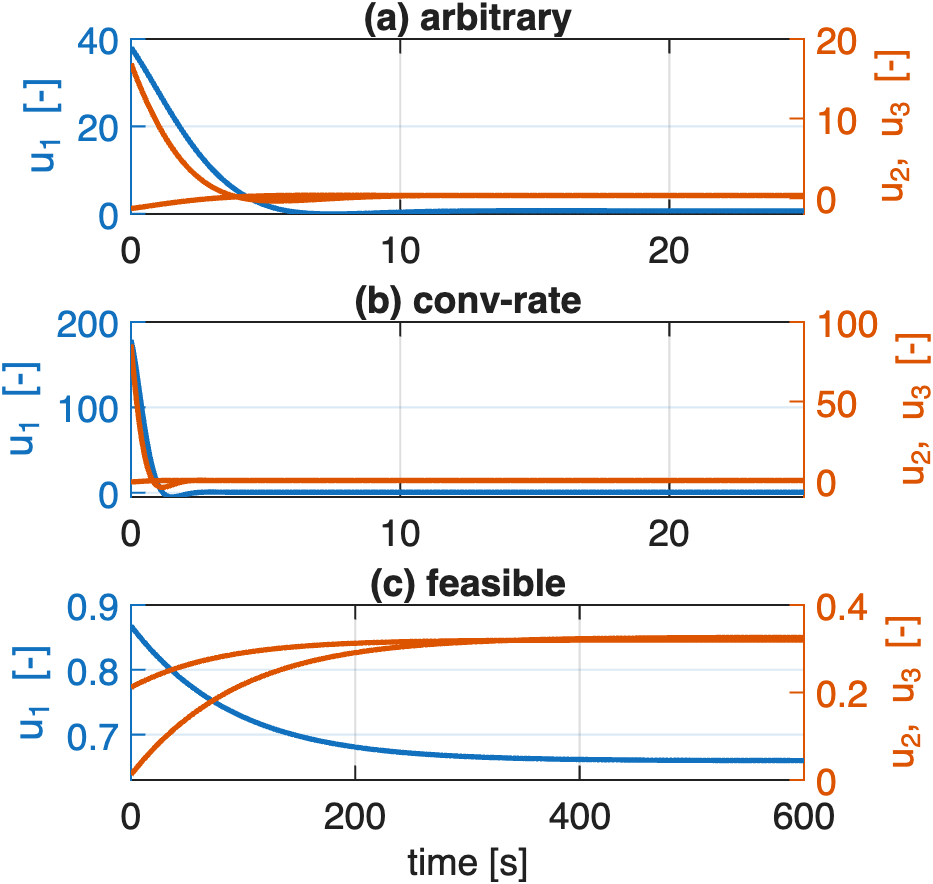 (a) arbitrary
40
20
0
u1 [-]
20
10
0
u2, u3 [-]
0
10
20
(b) conv-rate
200
100
0
u1 [-]
100
50
0
u2, u3 [-]
0
10
20
(c) feasible
0.9
0.8
0.7
u1 [-]
0.4
0.2
0
u2, u3 [-]
0
200
400
600
time [s]